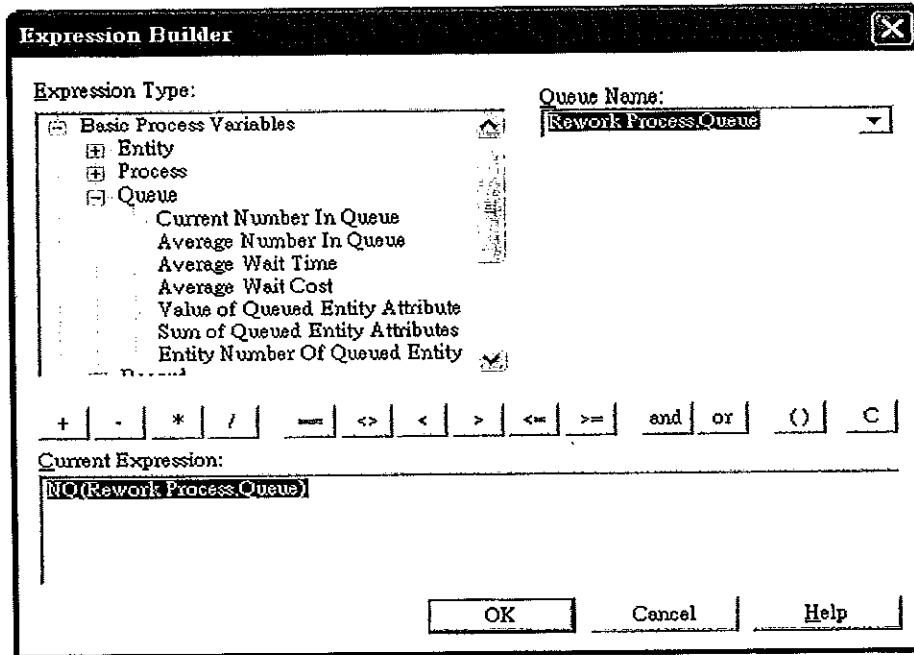 Expression Builder
Expression Type:
Queue Name:
Basic Process Variables
Rework Process.Queue
Entity
Process
Queue
Current Number In Queue
Average Number In Queue
Average Wait Time
Average Wait Cost
Value of Queued Entity Attribute
Sum of Queued Entity Attributes
Entity Number Of Queued Entity
+ - * / == <> < > <= >= and or () C
Current Expression:
NQ(Rework Process.Queue)
OK Cancel Help